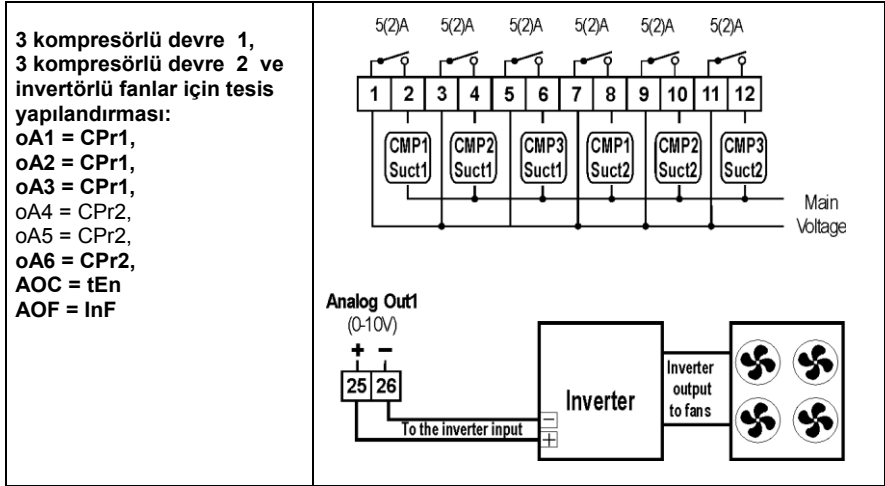 3 kompresörlü devre 1,
3 kompresörlü devre 2 ve
invertörlü fanlar için tesis
yapılandırması:
oA1 = CPr1,
oA2 = CPr1,
oA3 = CPr1,
oA4 = CPr2,
oA5 = CPr2,
oA6 = CPr2,
AOC = tEn
AOF = InF
5(2)A 5(2)A 5(2)A 5(2)A 5(2)A 5(2)A
1 2 3 4 5 6 7 8 9 10 11 12
CMP1 CMP2 CMP3 CMP1 CMP2 CMP3
Suct1 Suct1 Suct1 Suct2 Suct2 Suct2
Main
Voltage
Analog Out1
(0-10V)
+ −
25 26
To the inverter input
−
+
Inverter
Inverter
output
to fans